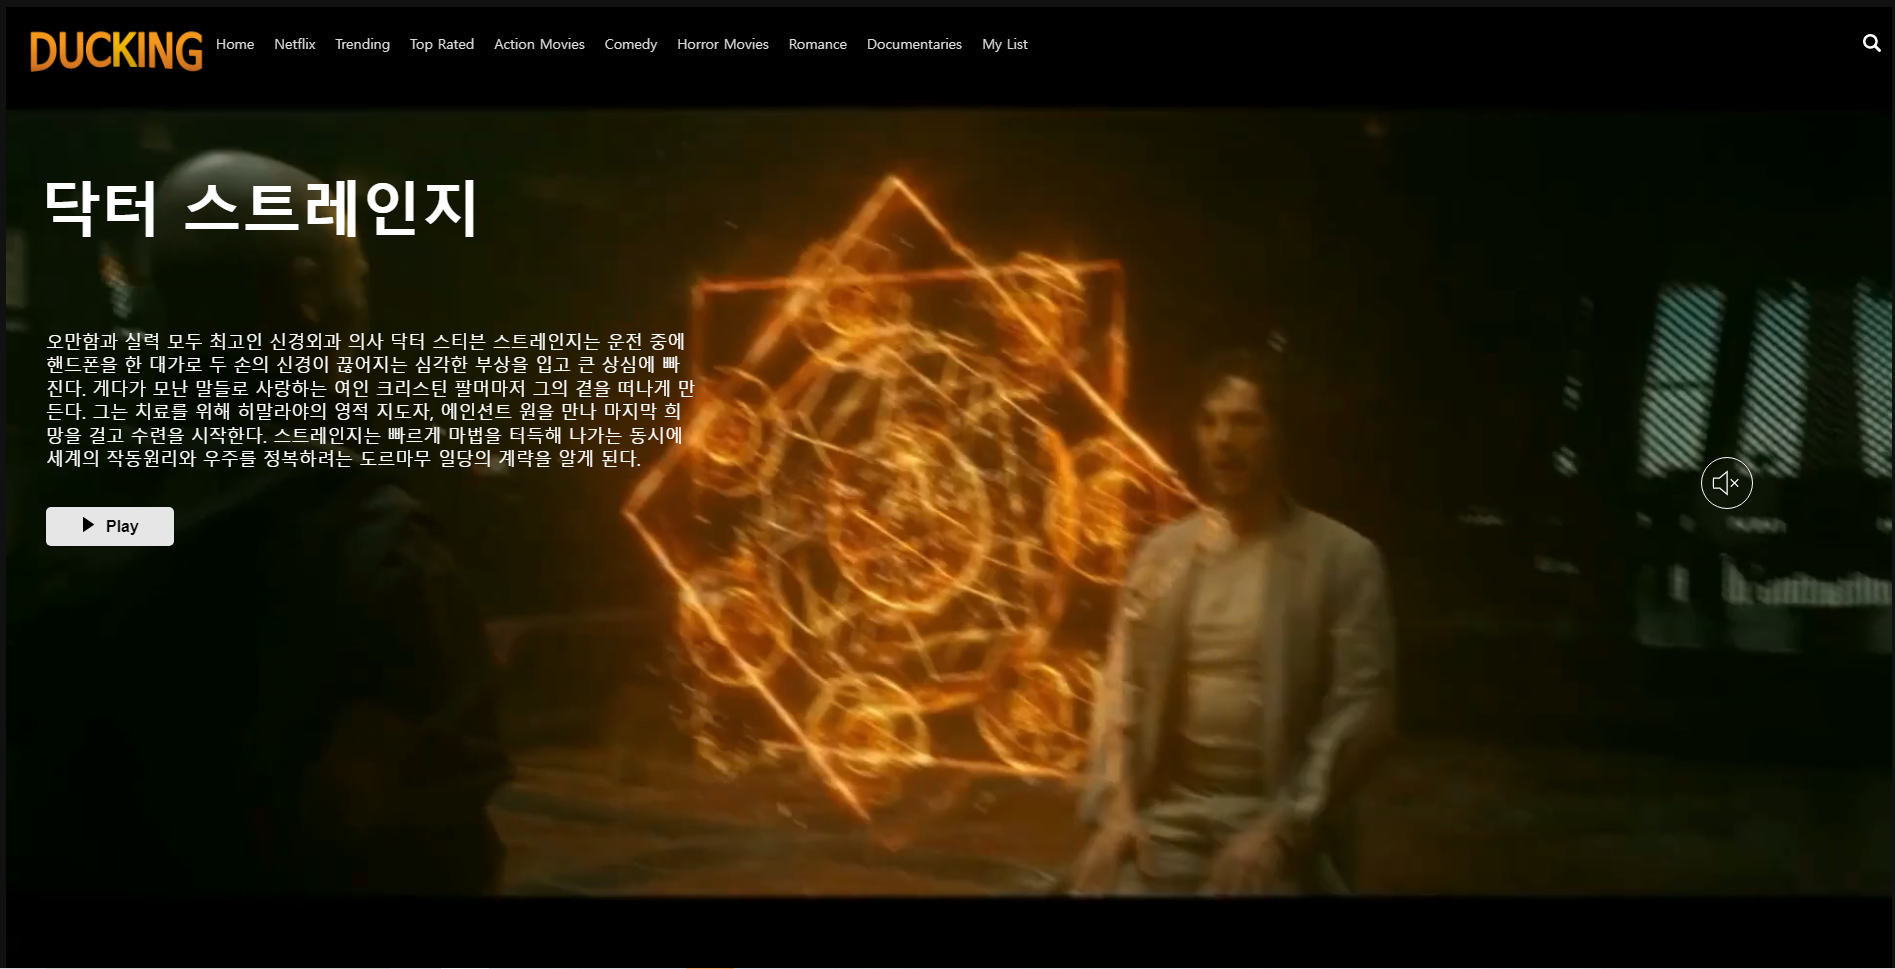 DUCKING Home Netflix Trending Top Rated Action Movies Comedy Horror Movies Romance Documentaries My List
닥터 스트레인지
오만함과 실력 모두 최고인 신경외과 의사 닥터 스티븐 스트레인지는 운전 중에
핸드폰을 한 대가로 두 손의 신경이 끊어지는 심각한 부상을 입고 큰 상심에 빠
진다. 게다가 모난 말들로 사랑하는 여인 크리스틴 팔머마저 그의 곁을 떠나게 만
든다. 그는 치료를 위해 히말라야의 영적 지도자, 에인션트 원을 만나 마지막 희
망을 걸고 수련을 시작한다. 스트레인지는 빠르게 마법을 터득해 나가는 동시에
세계의 작동원리와 우주를 정복하려는 도르마무 일당의 계략을 알게 된다.
Play